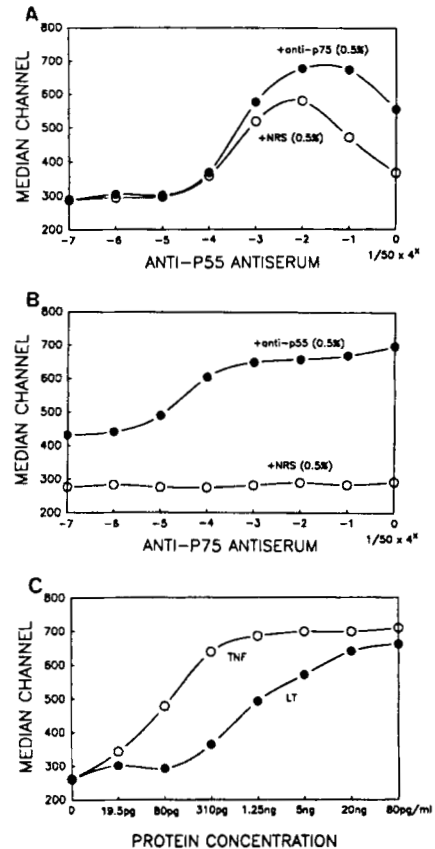 A
800
700
600
500
400
300
200
MEDIAN CHANNEL
+anti-p75 (0.5%)
+NRS (0.5%)
-7 -6 -5 -4 -3 -2 -1 0
1/50 x 4^x
ANTI-P55 ANTISERUM
B
800
700
600
500
400
300
200
MEDIAN CHANNEL
+anti-p55 (0.5%)
+NRS (0.5%)
-7 -6 -5 -4 -3 -2 -1 0
1/50 x 4^x
ANTI-P75 ANTISERUM
C
800
700
600
500
400
300
200
MEDIAN CHANNEL
TNF
LT
0 19.5pg 80pg 310pg 1.25ng 5ng 20ng 80pg/ml
PROTEIN CONCENTRATION